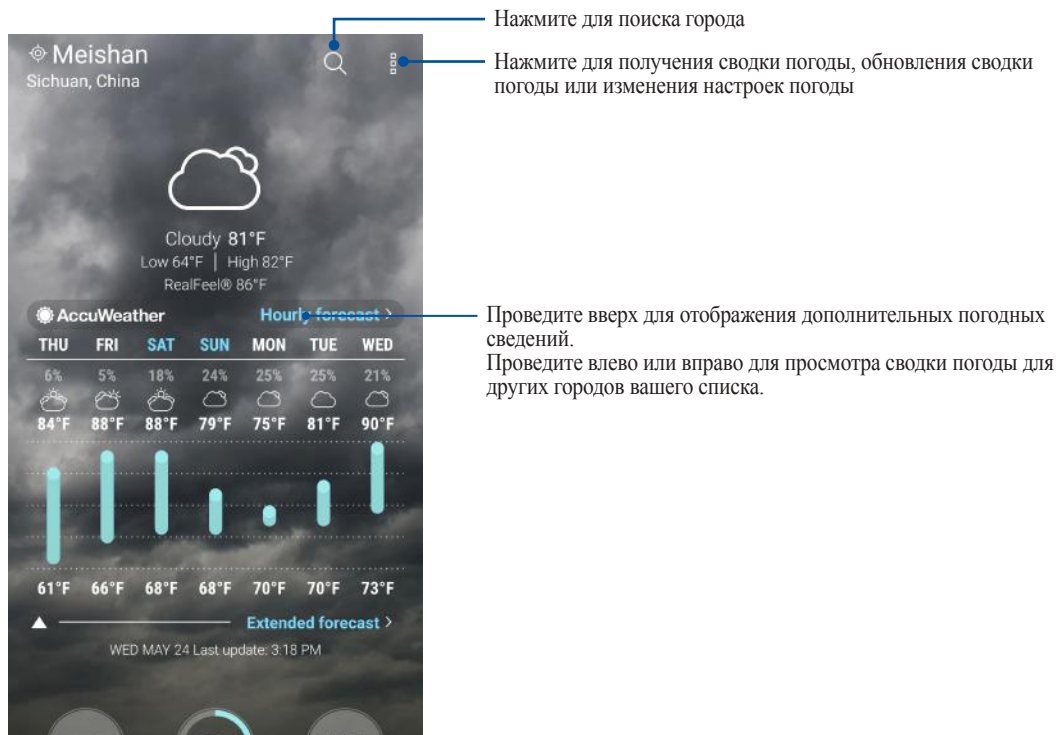 Нажмите для поиска города
Meishan
Sichuan, China
Нажмите для получения сводки погоды, обновления сводки
погоды или изменения настроек погоды
Cloudy 81°F
Low 64°F | High 82°F
RealFeel® 86°F
AccuWeather Hourly forecast >
Проведите вверх для отображения дополнительных погодных
сведений.
Проведите влево или вправо для просмотра сводки погоды для
других городов вашего списка.
THU FRI SAT SUN MON TUE WED
6% 5% 18% 24% 25% 25% 21%
84°F 88°F 88°F 79°F 75°F 81°F 90°F
61°F 66°F 68°F 68°F 70°F 70°F 73°F
Extended forecast >
WED MAY 24 Last update: 3:18 PM